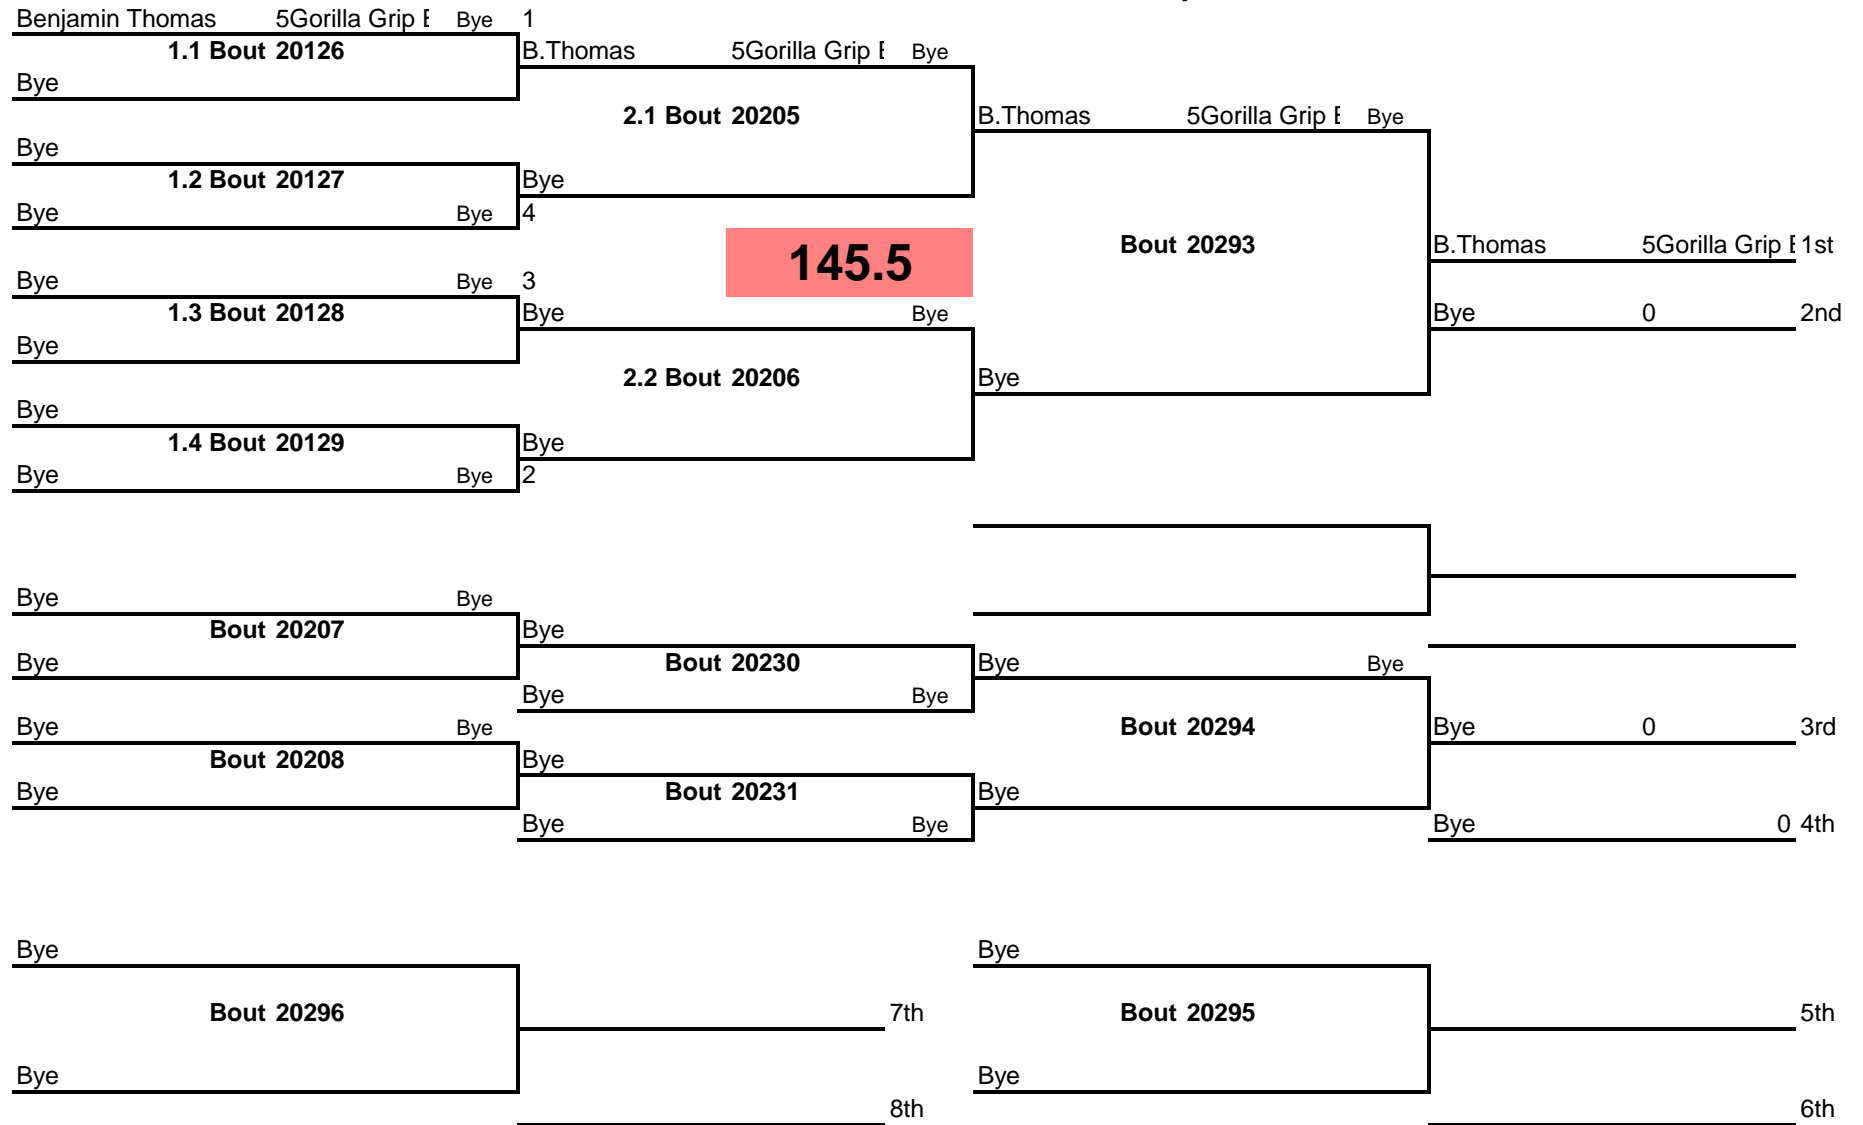 Benjamin Thomas 5Gorilla Grip Bye 1
1.1 Bout 20126
B.Thomas 5Gorilla Grip Bye
Bye
2.1 Bout 20205
B.Thomas 5Gorilla Grip Bye
Bye
1.2 Bout 20127
Bye
Bye Bye 4
145.5
Bout 20293
B.Thomas 5Gorilla Grip 1st
Bye Bye 3
1.3 Bout 20128
Bye Bye
Bye 0 2nd
Bye
2.2 Bout 20206
Bye
Bye
1.4 Bout 20129
Bye
Bye Bye 2
Bye Bye
Bout 20207
Bye
Bye
Bout 20230
Bye Bye
Bye Bye
Bye Bye
Bout 20294
Bye 0 3rd
Bout 20208
Bye
Bye
Bout 20231
Bye
Bye Bye
Bye 0 4th
Bye
Bye
Bout 20296
7th
Bout 20295
5th
Bye
Bye
8th
6th